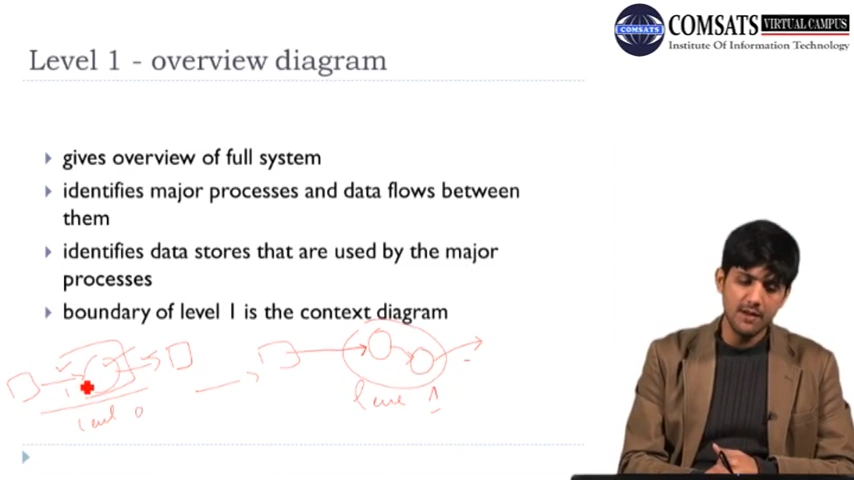 COMSATS VIRTUAL CAMPUS
COMSATS
Institute Of Information Technology
Level 1 - overview diagram
gives overview of full system
identifies major processes and data flows between
them
identifies data stores that are used by the major
processes
boundary of level 1 is the context diagram
level 0
level 1